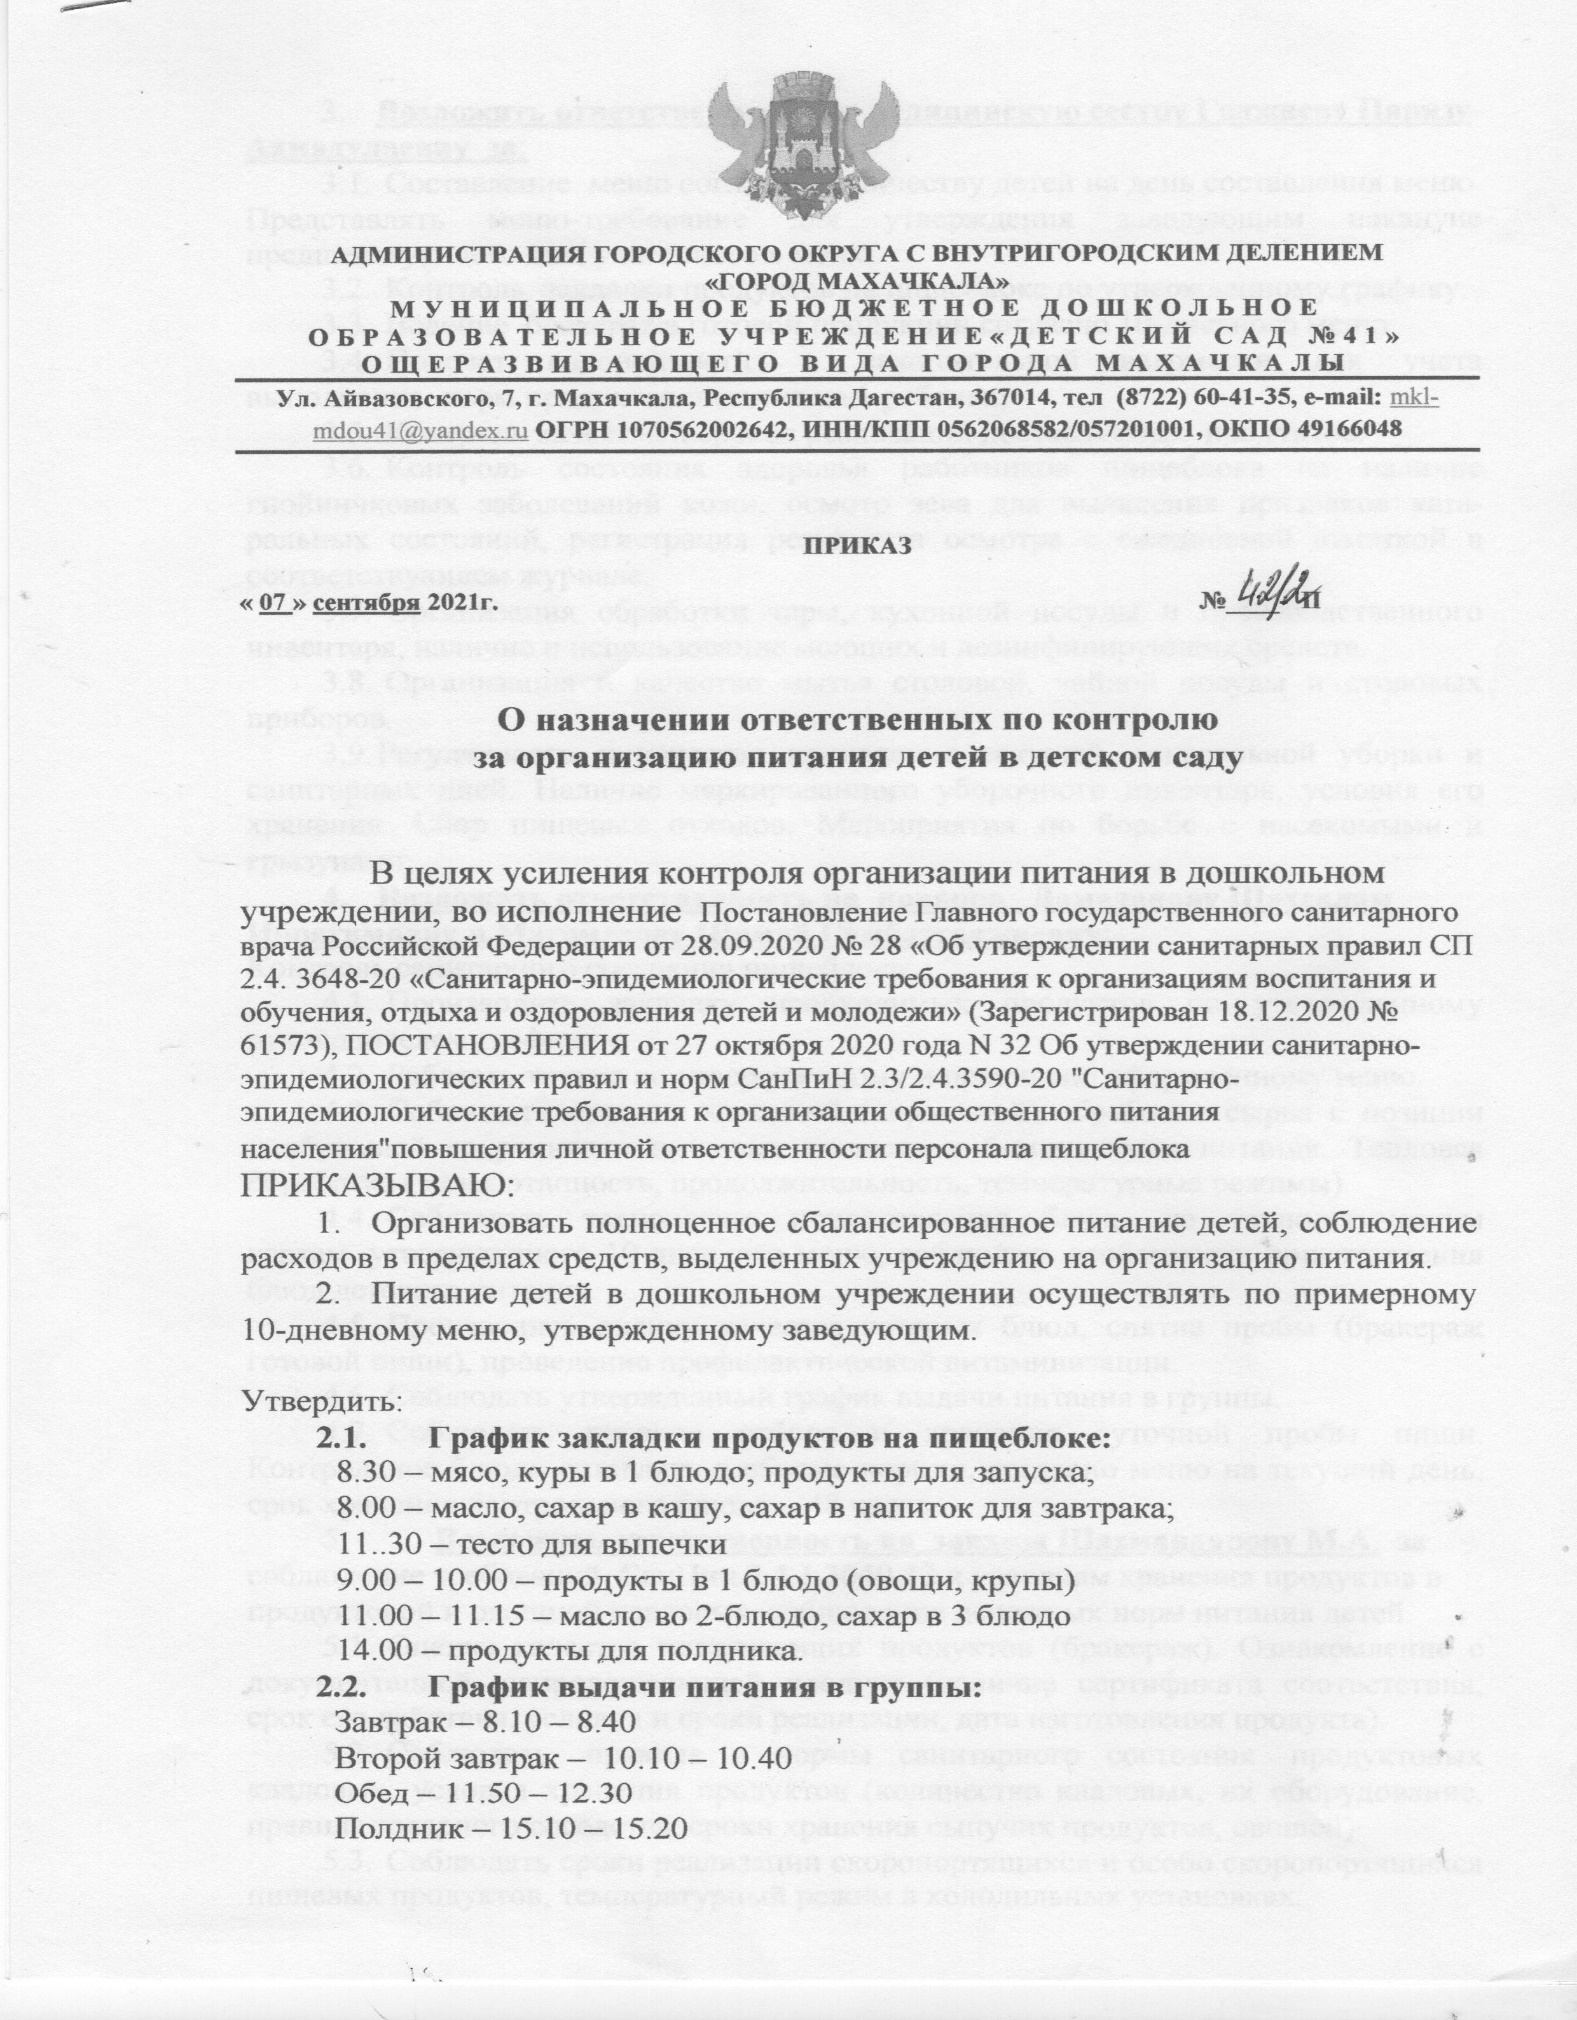 АДМИНИСТРАЦИЯ ГОРОДСКОГО ОКРУГА С ВНУТРИГОРОДСКИМ ДЕЛЕНИЕМ
«ГОРОД МАХАЧКАЛА»
МУНИЦИПАЛЬНОЕ БЮДЖЕТНОЕ ДОШКОЛЬНОЕ
ОБРАЗОВАТЕЛЬНОЕ УЧРЕЖДЕНИЕ«ДЕТСКИЙ САД №41»
ОБЩЕРАЗВИВАЮЩЕГО ВИДА ГОРОДА МАХАЧКАЛЫ
Ул. Айвазовского, 7, г. Махачкала, Республика Дагестан, 367014, тел (8722) 60-41-35, e-mail: mkl-
mdou41@yandex.ru ОГРН 1070562002642, ИНН/КПП 0562068582/057201001, ОКПО 49166048
ПРИКАЗ
« 07 » сентября 2021г. № 42/2 П
О назначении ответственных по контролю
за организацию питания детей в детском саду
В целях усиления контроля организации питания в дошкольном
учреждении, во исполнение Постановление Главного государственного санитарного
врача Российской Федерации от 28.09.2020 № 28 «Об утверждении санитарных правил СП
2.4. 3648-20 «Санитарно-эпидемиологические требования к организациям воспитания и
обучения, отдыха и оздоровления детей и молодежи» (Зарегистрирован 18.12.2020 №
61573), ПОСТАНОВЛЕНИЯ от 27 октября 2020 года N 32 Об утверждении санитарно-
эпидемиологических правил и норм СанПиН 2.3/2.4.3590-20 "Санитарно-
эпидемиологические требования к организации общественного питания
населения"повышения личной ответственности персонала пищеблока
ПРИКАЗЫВАЮ:
1. Организовать полноценное сбалансированное питание детей, соблюдение
расходов в пределах средств, выделенных учреждению на организацию питания.
2. Питание детей в дошкольном учреждении осуществлять по примерному
10-дневному меню, утвержденному заведующим.
Утвердить:
2.1. График закладки продуктов на пищеблоке:
8.30 – мясо, куры в 1 блюдо; продукты для запуска;
8.00 – масло, сахар в кашу, сахар в напиток для завтрака;
11..30 – тесто для выпечки
9.00 – 10.00 – продукты в 1 блюдо (овощи, крупы)
11.00 – 11.15 – масло во 2-блюдо, сахар в 3 блюдо
14.00 – продукты для полдника.
2.2. График выдачи питания в группы:
Завтрак – 8.10 – 8.40
Второй завтрак – 10.10 – 10.40
Обед – 11.50 – 12.30
Полдник – 15.10 – 15.20